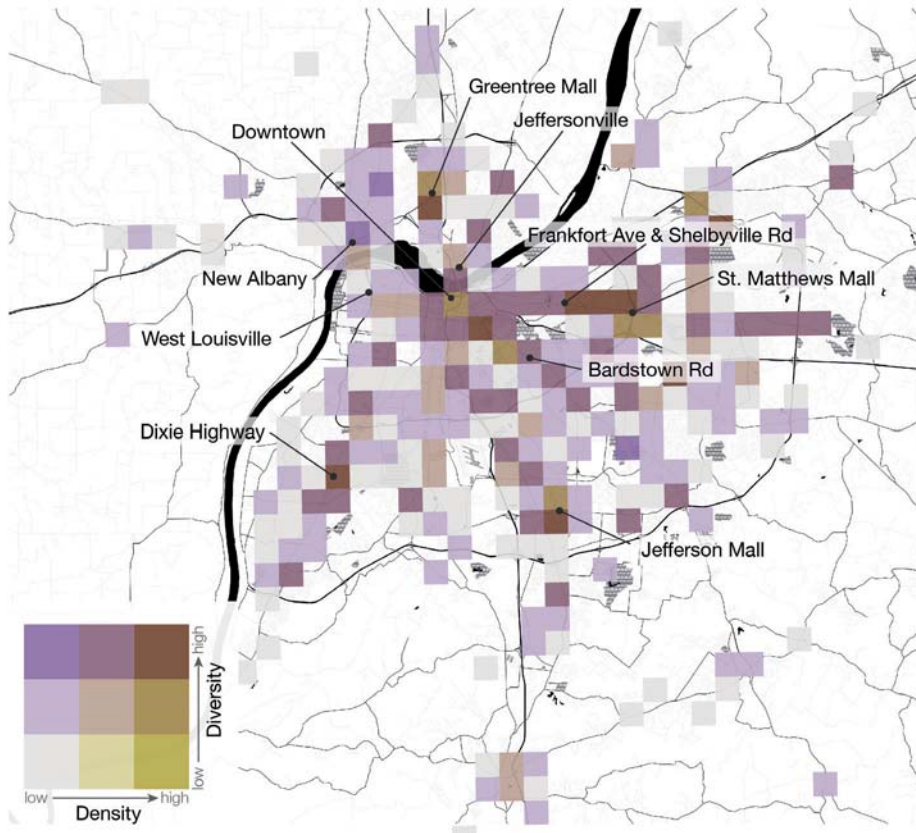 Greentree Mall
Downtown
Jeffersonville
Frankfort Ave & Shelbyville Rd
New Albany
St. Matthews Mall
West Louisville
Bardstown Rd
Dixie Highway
Jefferson Mall
high
Diversity
low
low
high
Density